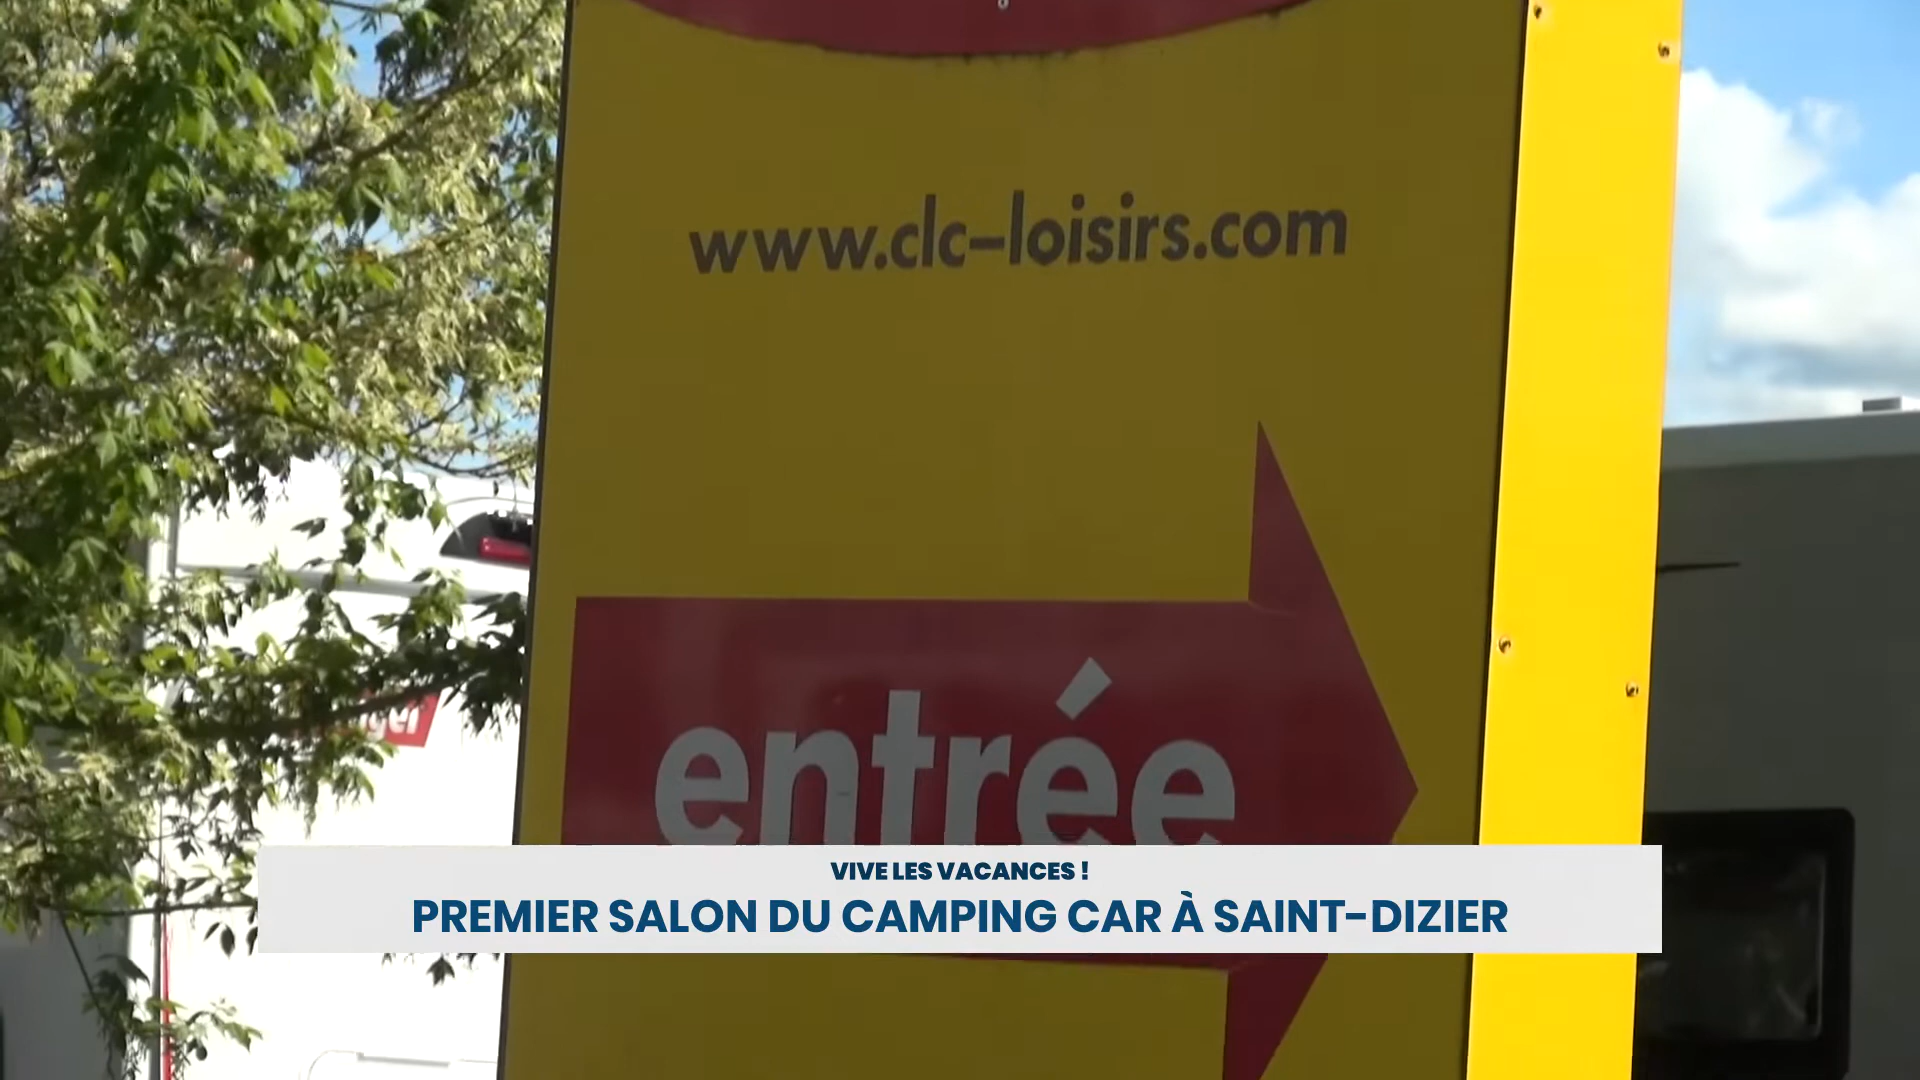 www.clc-loisirs.com
entrée
VIVE LES VACANCES !
PREMIER SALON DU CAMPING CAR À SAINT-DIZIER